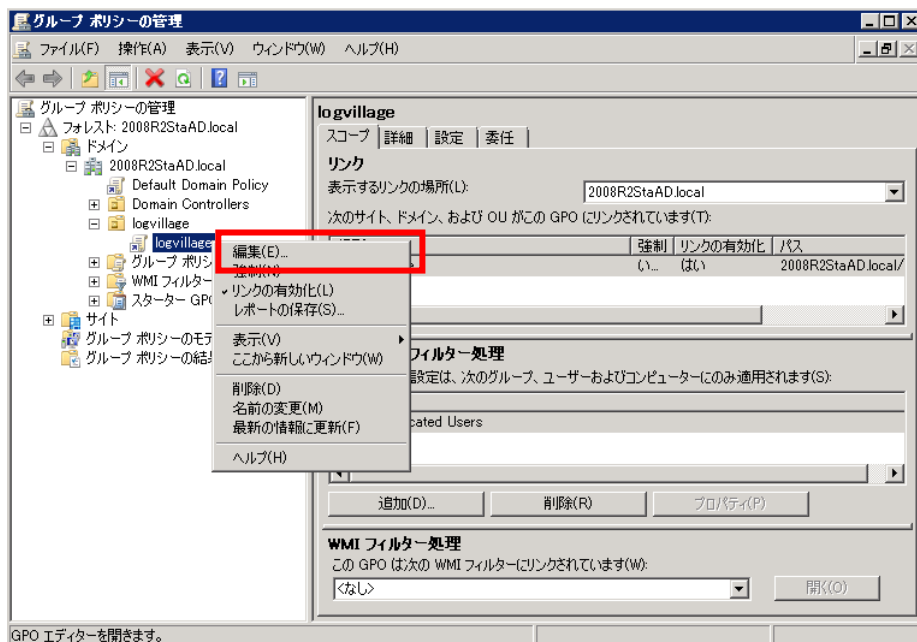 グループ ポリシーの管理
ファイル(F) 操作(A) 表示(V) ウィンドウ(W) ヘルプ(H)
グループ ポリシーの管理
フォレスト: 2008R2StaAD.local
ドメイン
2008R2StaAD.local
Default Domain Policy
Domain Controllers
logvillage
logvillage
グループ ポリシ
WMI フィルター
スターター GP
サイト
グループ ポリシーのモデ
グループ ポリシーの結
編集(E)...
強制(N)
リンクの有効化(L)
レポートの保存(S)...
表示(V)
ここから新しいウィンドウ(W)
削除(D)
名前の変更(M)
最新の情報に更新(F)
ヘルプ(H)
logvillage
スコープ 詳細 設定 委任
リンク
表示するリンクの場所(L): 2008R2StaAD.local
次のサイト、ドメイン、および OU がこの GPO にリンクされています(T):
強制 リンクの有効化 パス
い... はい 2008R2StaAD.local/
フィルター処理
設定は、次のグループ、ユーザーおよびコンピューターにのみ適用されます(S):
cated Users
追加(D)... 削除(R) プロパティ(P)
WMI フィルター処理
この GPO は次の WMI フィルターにリンクされています(W):
<なし> 開く(O)
GPO エディターを開きます。